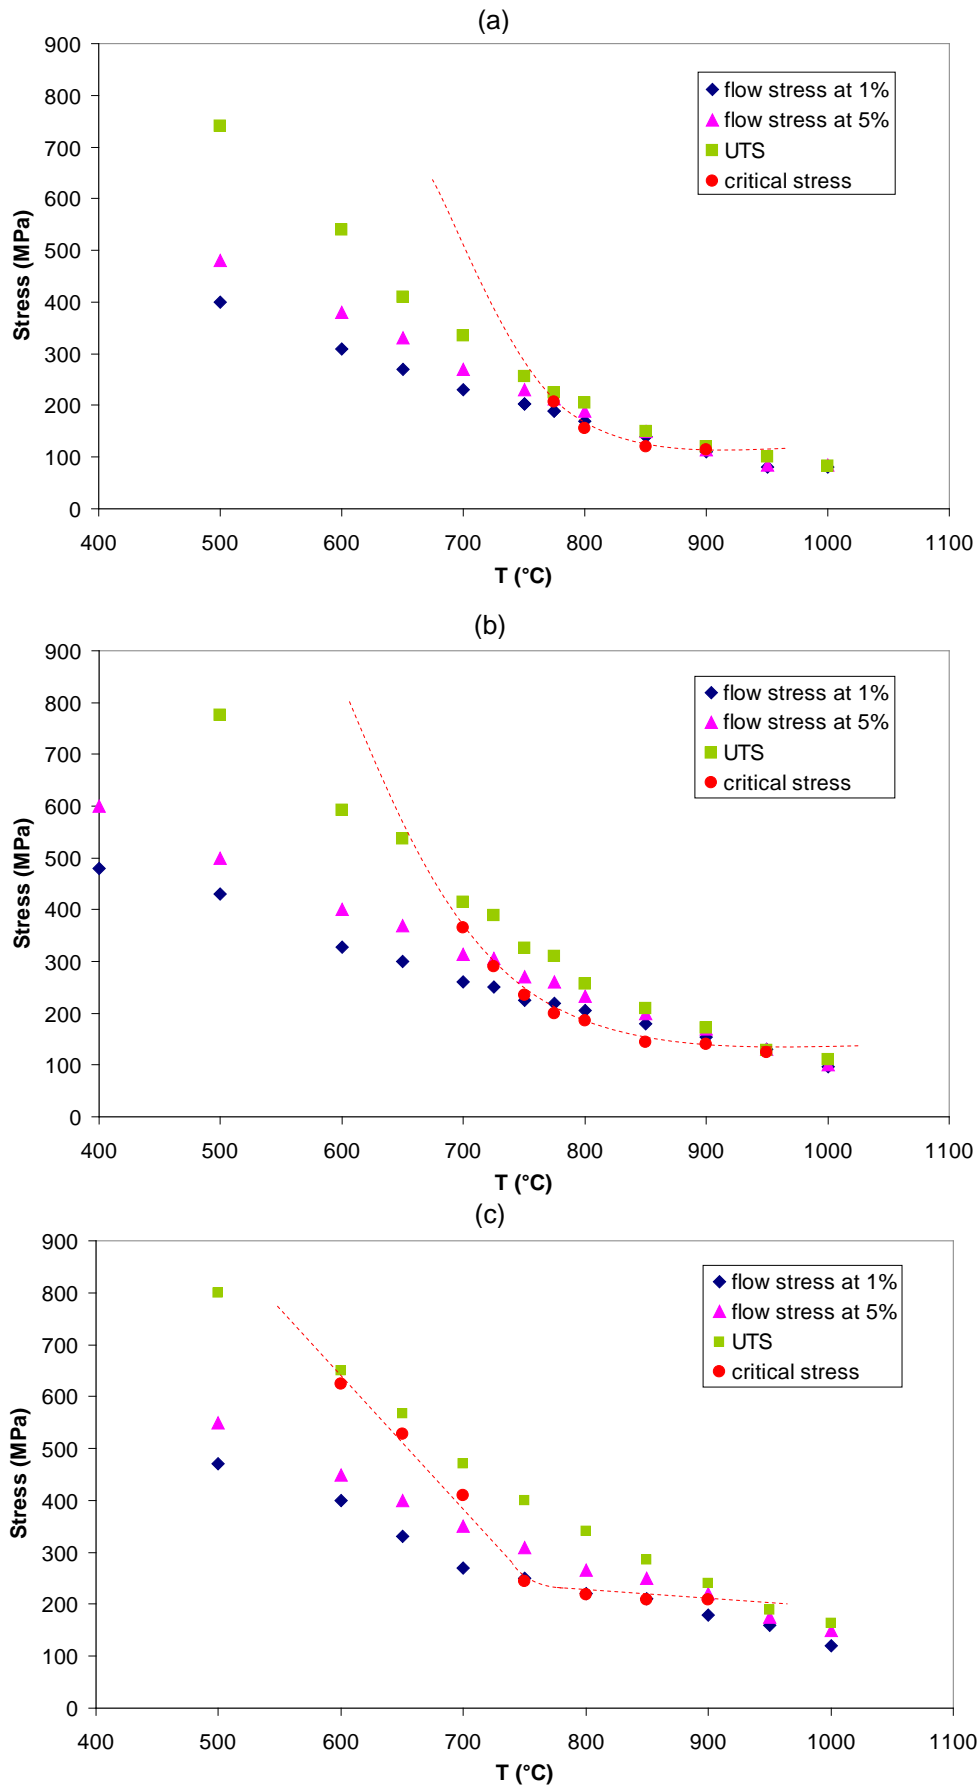 (a)
900
800
700
600
500
400
300
200
100
0
Stress (MPa)
flow stress at 1%
flow stress at 5%
UTS
critical stress
400 500 600 700 800 900 1000 1100
T (°C)
(b)
900
800
700
600
500
400
300
200
100
0
Stress (MPa)
flow stress at 1%
flow stress at 5%
UTS
critical stress
400 500 600 700 800 900 1000 1100
T (°C)
(c)
900
800
700
600
500
400
300
200
100
0
Stress (MPa)
flow stress at 1%
flow stress at 5%
UTS
critical stress
400 500 600 700 800 900 1000 1100
T (°C)